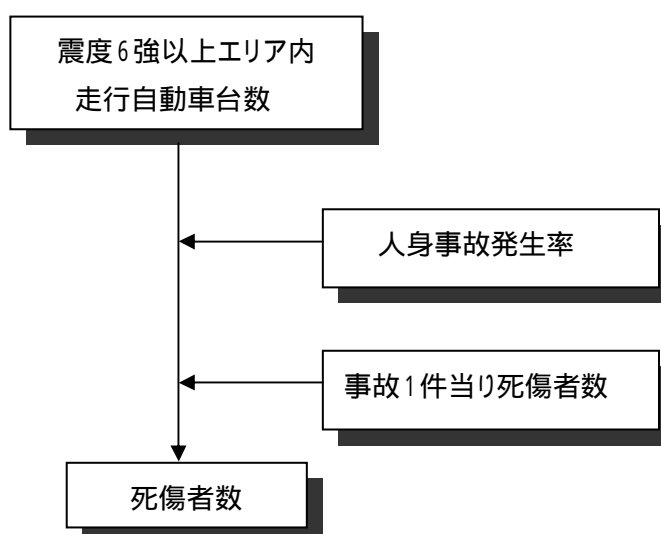 震度6強以上エリア内
走行自動車台数
人身事故発生率
事故1件当り死傷者数
死傷者数